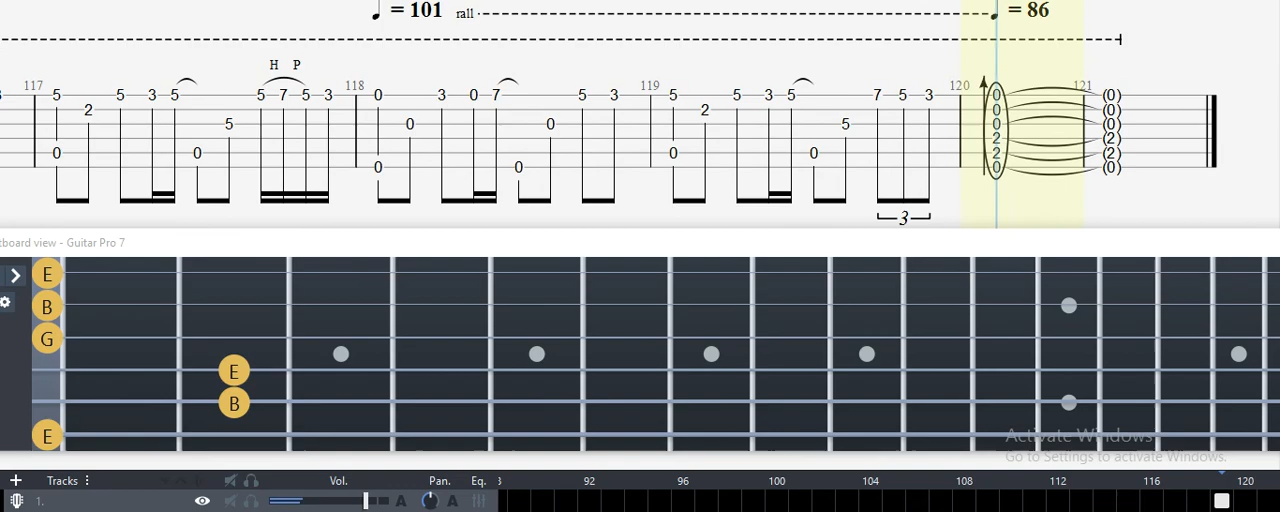 = 101 rall = 86
H P
117 118 119 120 121
5 5 3 5 5 7 5 3 0 3 0 7 5 3 5 5 3 5 7 5 3 0 (0)
2 2 0 (0)
5 0 0 5 0 (0)
2 (2)
0 0 0 0 2 (2)
0 0 0 (0)
3
tboard view - Guitar Pro 7
E
B
G
E
B
E
Activate Windows
Go to Settings to activate Windows.
+ Tracks Vol. Pan. Eq. 92 96 100 104 108 112 116 120
1. A A